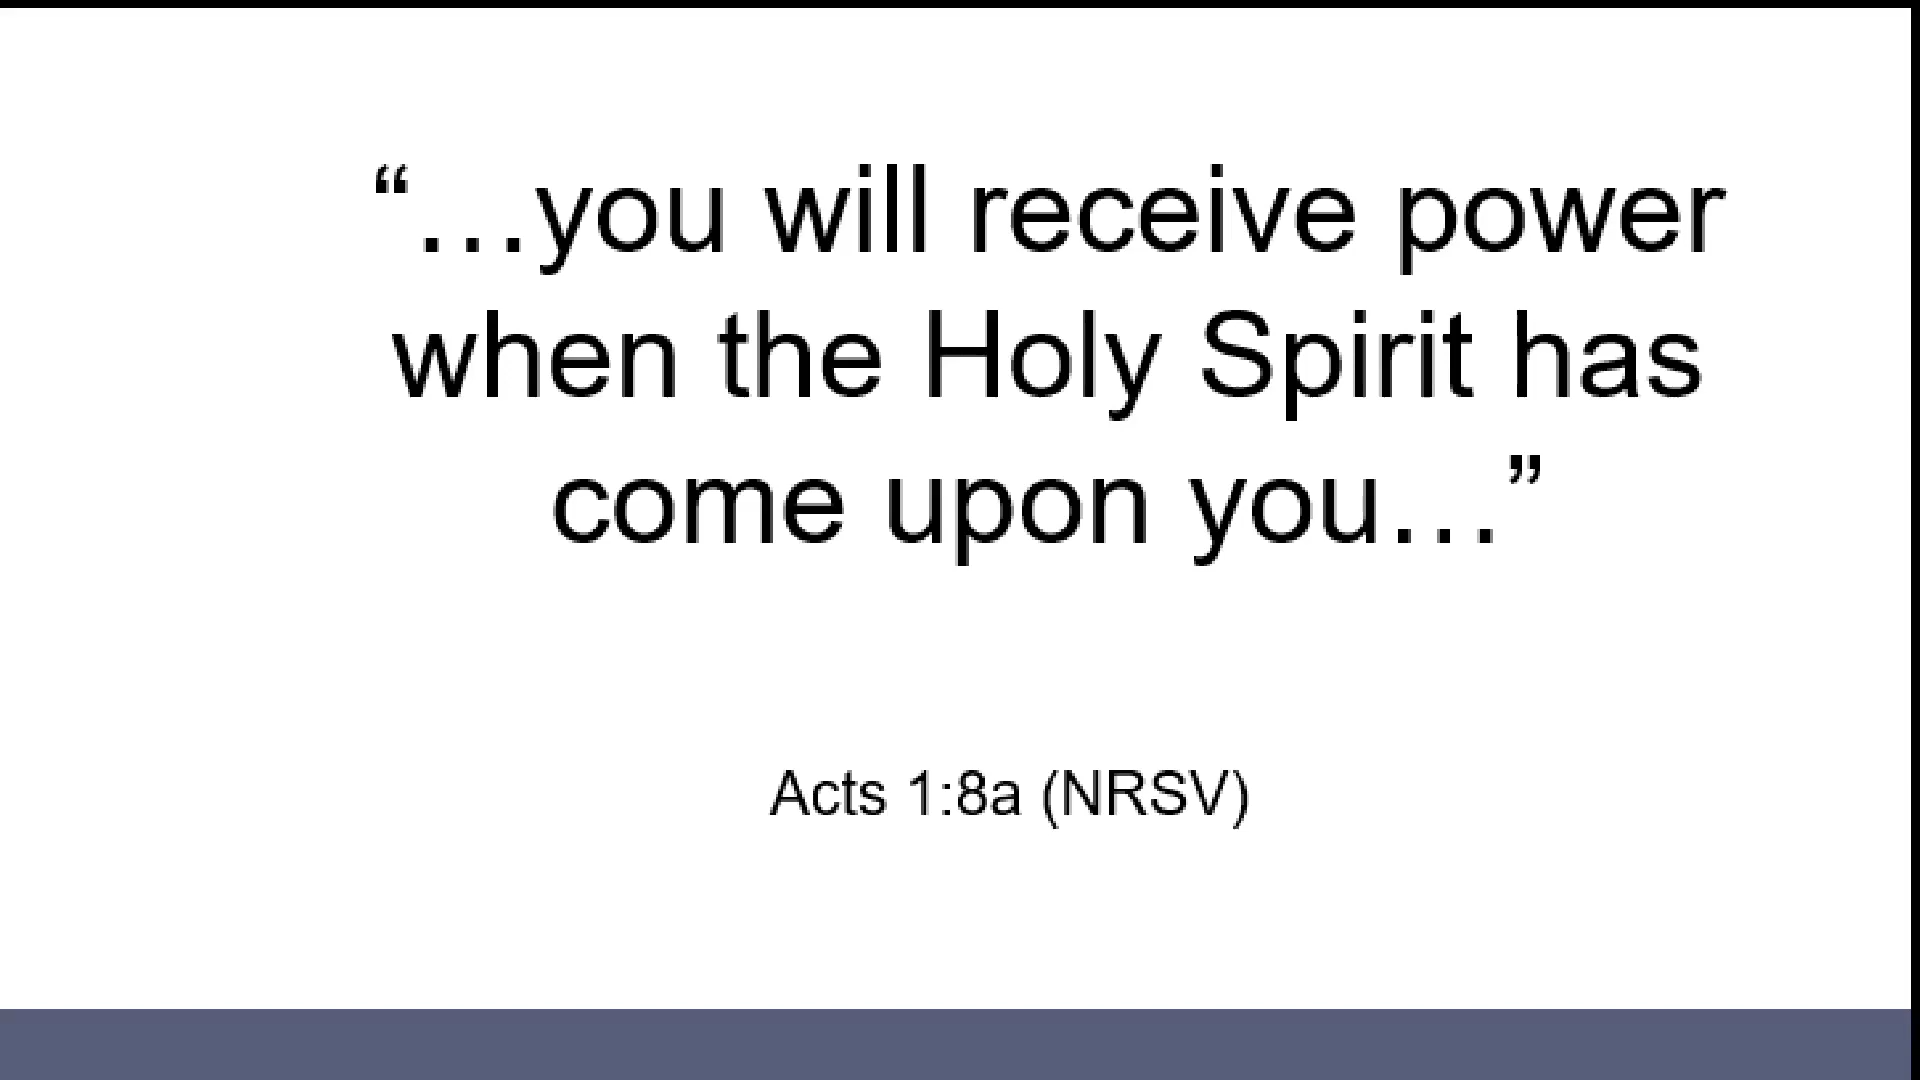 “…you will receive power
when the Holy Spirit has
come upon you…”
Acts 1:8a (NRSV)